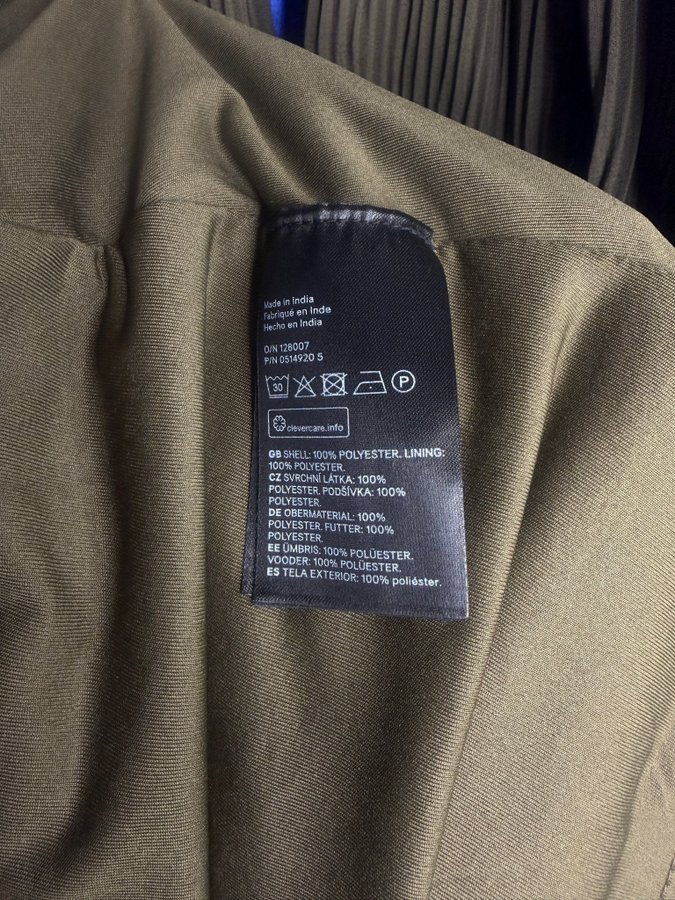 Made in India
Fabriqué en Inde
Hecho en India
O/N 128007
P/N 0514920 5
30 P
clevercare.info
GB SHELL: 100% POLYESTER. LINING:
100% POLYESTER.
CZ SVRCHNÍ LÁTKA: 100%
POLYESTER. PODŠÍVKA: 100%
POLYESTER.
DE OBERMATERIAL: 100%
POLYESTER. FUTTER: 100%
POLYESTER.
EE ÜMBRIS: 100% POLÜESTER.
VOODER: 100% POLÜESTER.
ES TELA EXTERIOR: 100% poliéster.